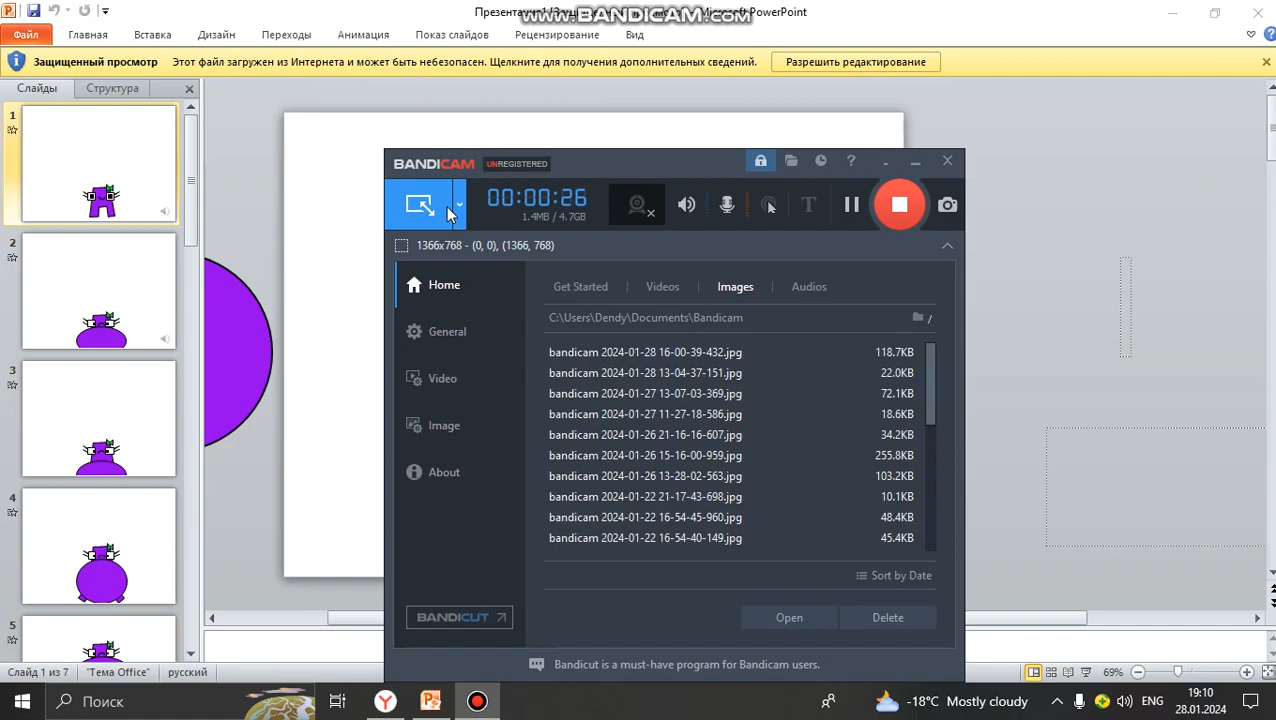 Microsoft PowerPoint
www.BANDICAM.com
Файл Главная Вставка Дизайн Переходы Анимация Показ слайдов Рецензирование Вид
Защищенный просмотр Этот файл загружен из Интернета и может быть небезопасен. Щелкните для получения дополнительных сведений. Разрешить редактирование
Слайды Структура
1
2
3
4
5
BANDICAM UNREGISTERED
00:00:26
1.4MB / 4.7GB
1366x768 - (0, 0), (1366, 768)
Home
General
Video
Image
About
BANDICUT
Get Started Videos Images Audios
C:\Users\Dendy\Documents\Bandicam /
bandicam 2024-01-28 16-00-39-432.jpg 118.7KB
bandicam 2024-01-28 13-04-37-151.jpg 22.0KB
bandicam 2024-01-27 13-07-03-369.jpg 72.1KB
bandicam 2024-01-27 11-27-18-586.jpg 18.6KB
bandicam 2024-01-26 21-16-16-607.jpg 34.2KB
bandicam 2024-01-26 15-16-00-959.jpg 255.8KB
bandicam 2024-01-26 13-28-02-563.jpg 103.2KB
bandicam 2024-01-22 21-17-43-698.jpg 10.1KB
bandicam 2024-01-22 16-54-45-960.jpg 48.4KB
bandicam 2024-01-22 16-54-40-149.jpg 45.4KB
Sort by Date
Open Delete
Bandicut is a must-have program for Bandicam users.
Слайд 1 из 7 "Тема Office" русский 69%
Поиск -18°C Mostly cloudy ENG 19:10
28.01.2024